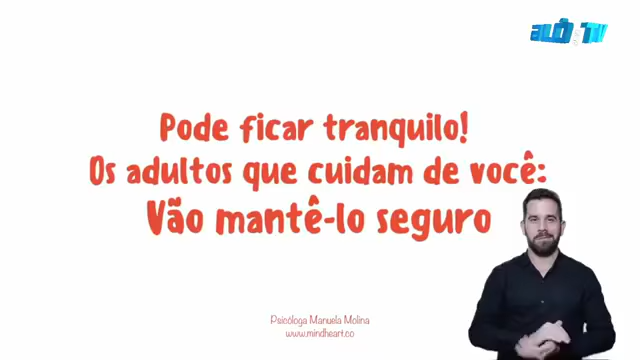 ALÔ TV
Pode ficar tranquilo!
Os adultos que cuidam de você:
Vão mantê-lo seguro
Psicóloga Manuela Molina
www.mindheart.co